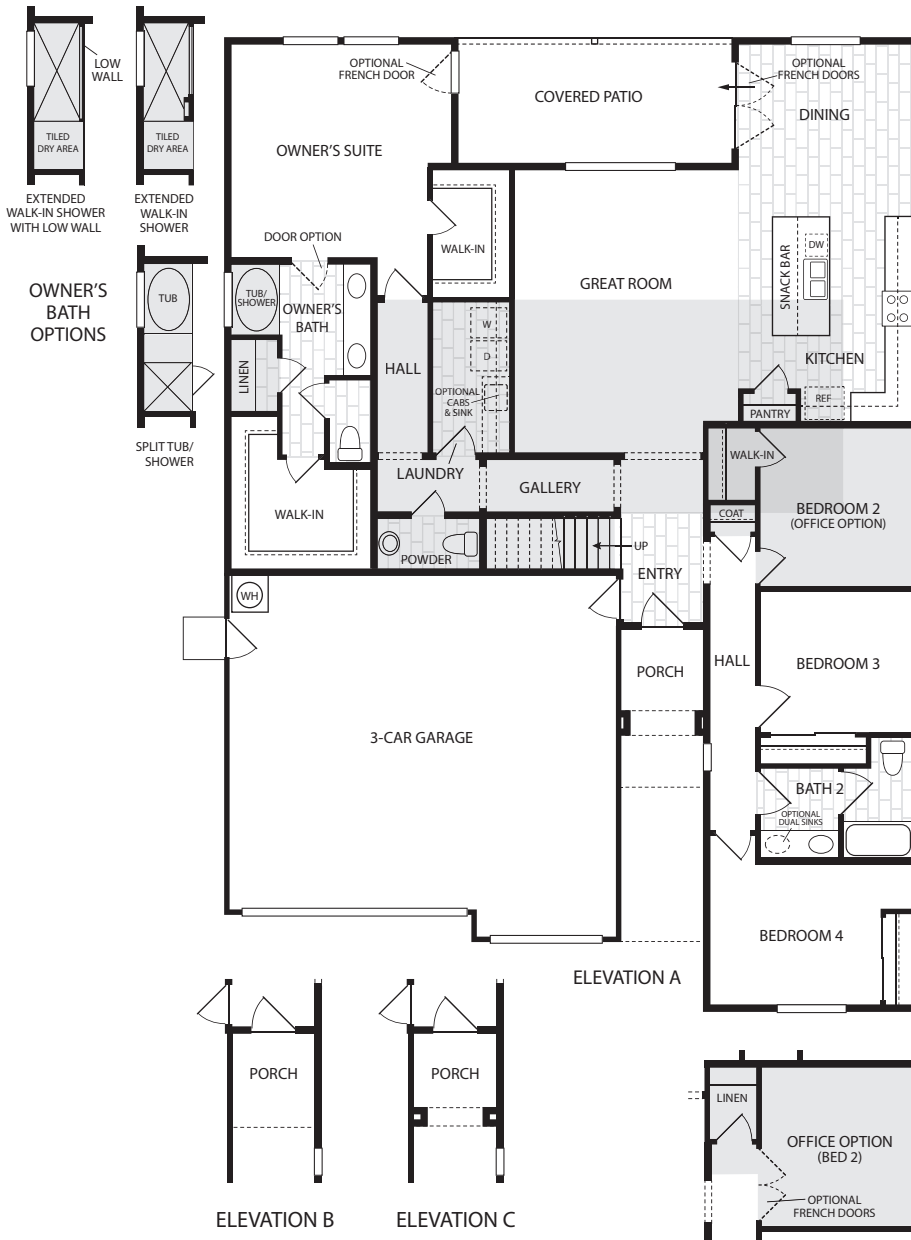 LOW
WALL
TILED
DRY AREA
TILED
DRY AREA
EXTENDED
WALK-IN SHOWER
WITH LOW WALL
EXTENDED
WALK-IN
SHOWER
OWNER'S
BATH
OPTIONS
TUB
SPLIT TUB/
SHOWER
OPTIONAL
FRENCH DOOR
COVERED PATIO
OPTIONAL
FRENCH DOORS
DINING
OWNER'S SUITE
WALK-IN
DOOR OPTION
GREAT ROOM
SNACK BAR
DW
TUB/
SHOWER
OWNER'S
BATH
LINEN
HALL
W
D
OPTIONAL
CABS
& SINK
KITCHEN
REF
PANTRY
LAUNDRY
GALLERY
WALK-IN
WALK-IN
COAT
BEDROOM 2
(OFFICE OPTION)
POWDER
UP
ENTRY
WH
PORCH
HALL
BEDROOM 3
3-CAR GARAGE
BATH 2
OPTIONAL
DUAL SINKS
BEDROOM 4
ELEVATION A
PORCH
ELEVATION B
PORCH
ELEVATION C
LINEN
OFFICE OPTION
(BED 2)
OPTIONAL
FRENCH DOORS